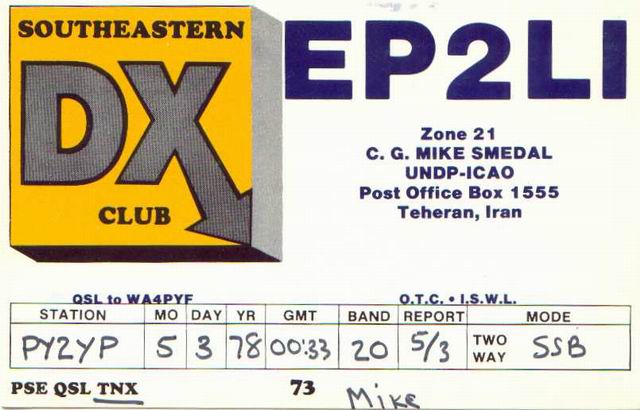 SOUTHEASTERN
DX
CLUB
EP2LI
Zone 21
C. G. MIKE SMEDAL
UNDP-ICAO
Post Office Box 1555
Teheran, Iran
QSL to WA4PYF
O.T.C. • I.S.W.L.
STATION MO DAY YR GMT BAND REPORT MODE
PY2YP 5 3 78 00:33 20 5/3 TWO WAY SSB
PSE QSL TNX 73 Mike